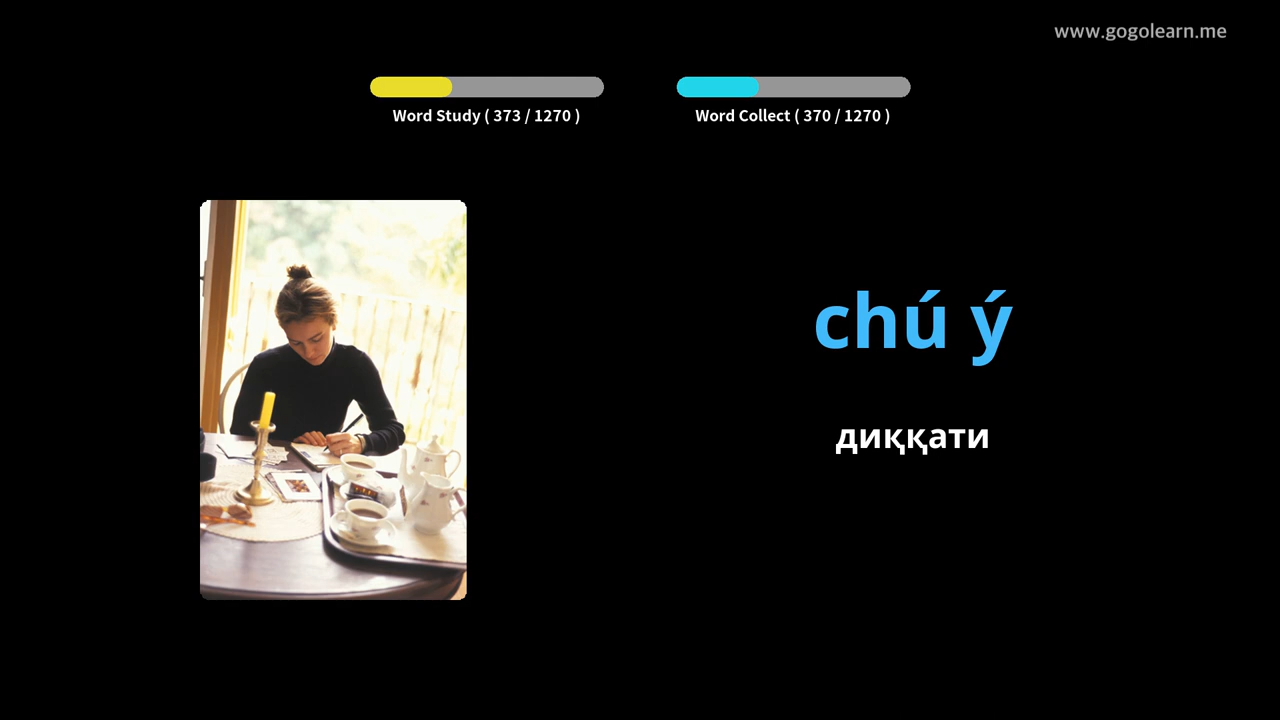 www.gogolearn.me
Word Study ( 373 / 1270 )
Word Collect ( 370 / 1270 )
chú ý
диққати